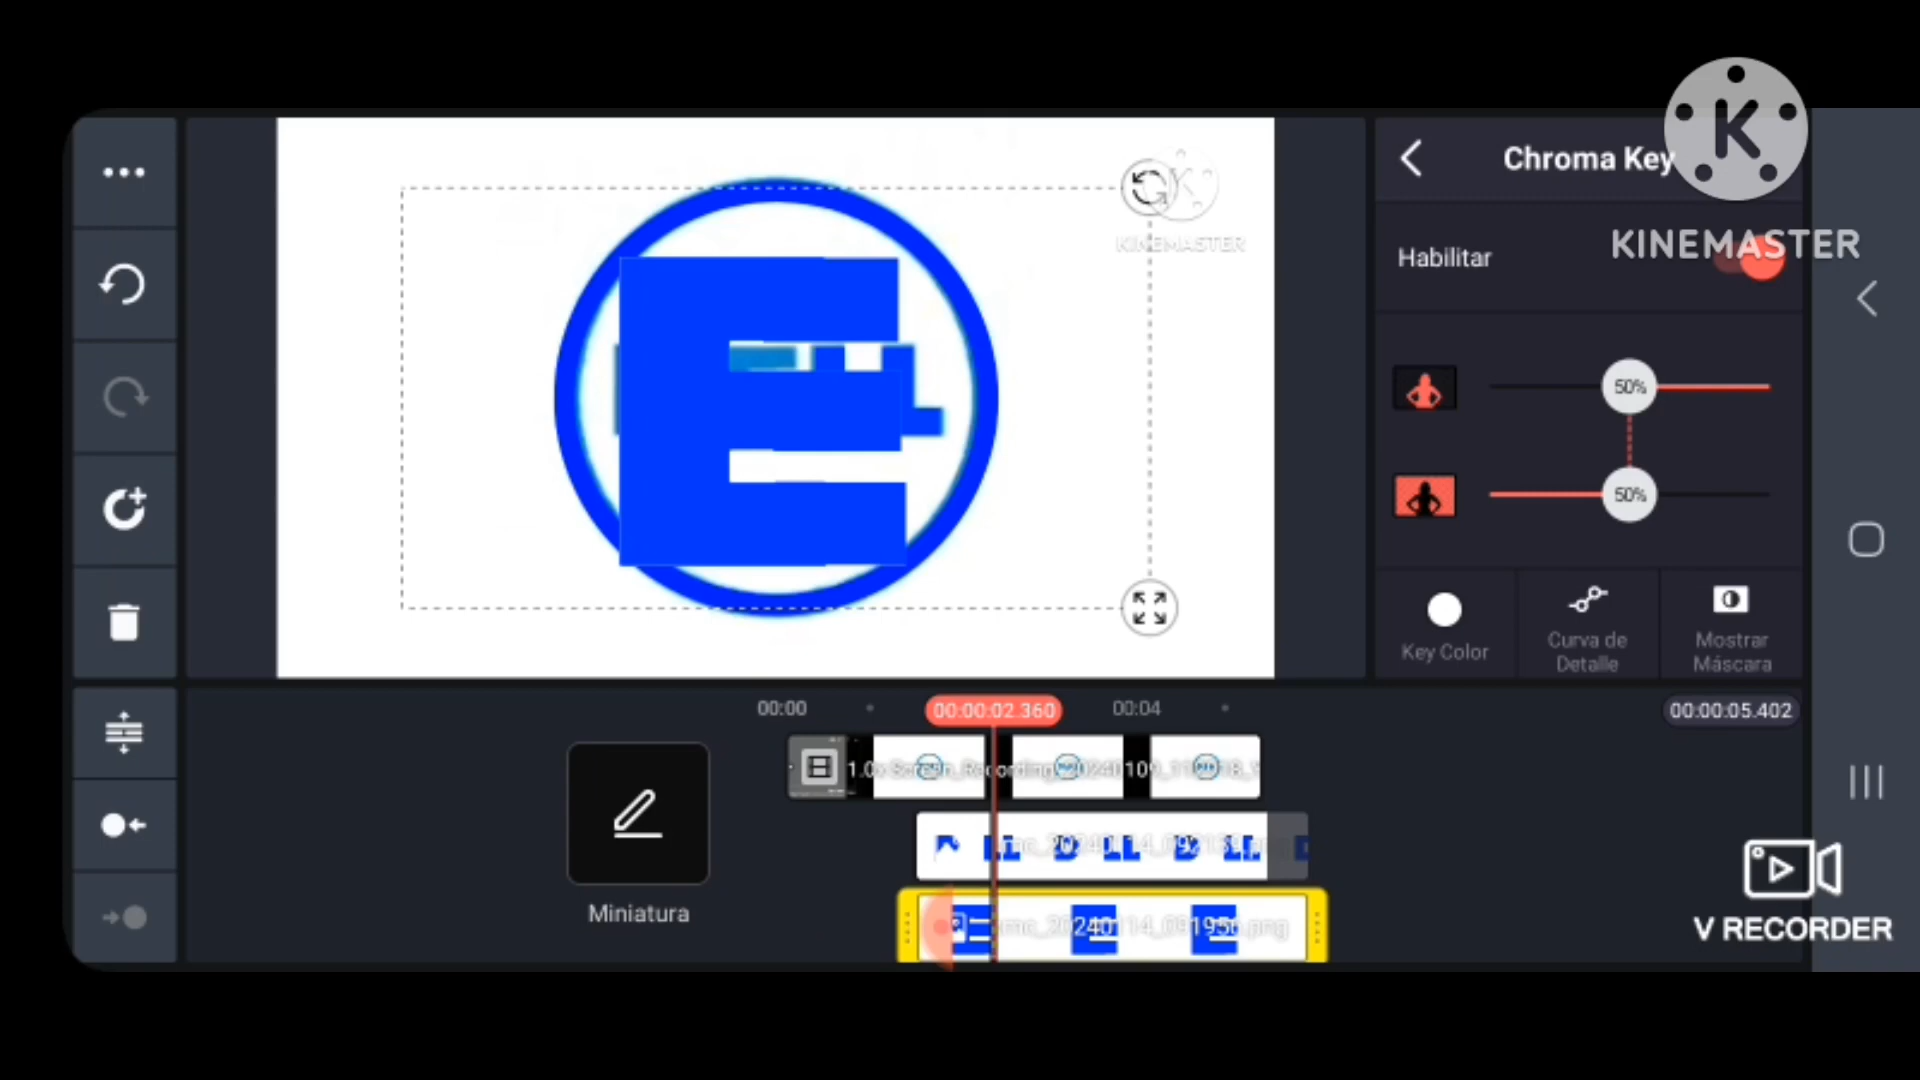 Chroma Key
KINEMASTER
Habilitar
KINEMASTER
E
50%
50%
Key Color
Curva de
Detalle
Mostrar
Máscara
00:00
00:00:02.360
00:04
00:00:05.402
Miniatura
V RECORDER